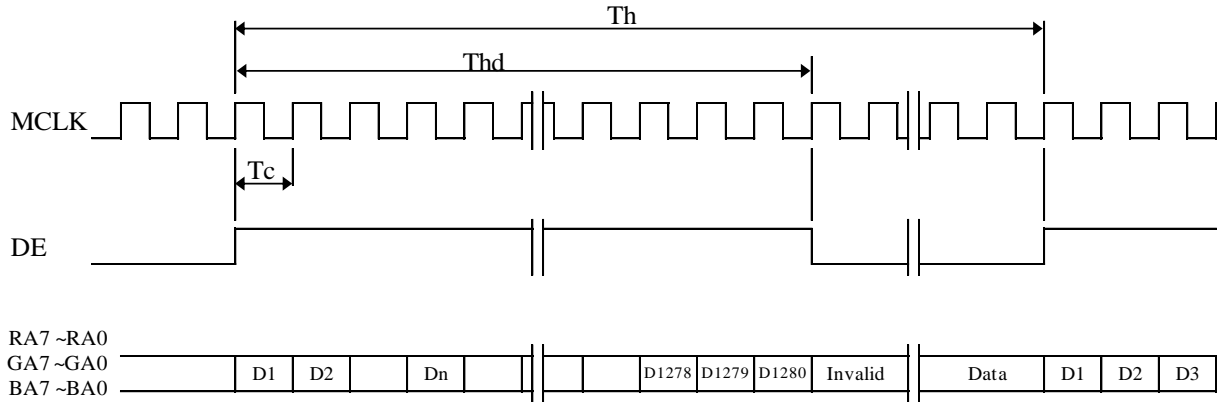 Th
Thd
MCLK
Tc
DE
RA7 ~RA0
GA7 ~GA0
BA7 ~BA0
D1 D2 Dn D1278 D1279 D1280 Invalid Data D1 D2 D3